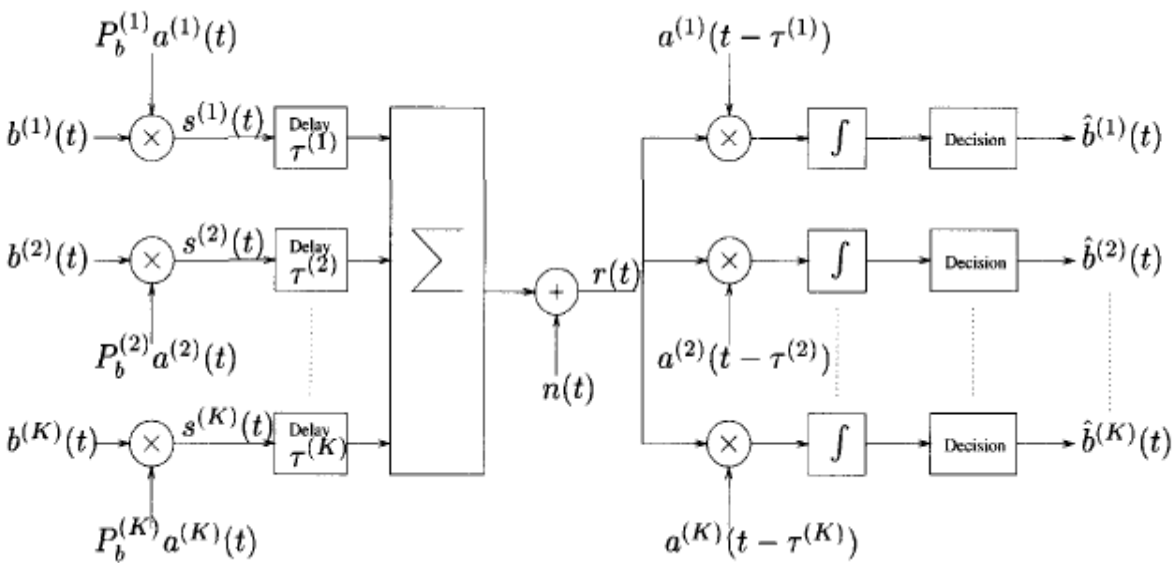 P_b^{(1)} a^{(1)}(t)
a^{(1)}(t − τ^{(1)})
b^{(1)}(t)
×
s^{(1)}(t)
Delay
τ^{(1)}
×
∫
Decision
b̂^{(1)}(t)
b^{(2)}(t)
×
s^{(2)}(t)
Delay
τ^{(2)}
∑
+
r(t)
×
∫
Decision
b̂^{(2)}(t)
P_b^{(2)} a^{(2)}(t)
n(t)
a^{(2)}(t − τ^{(2)})
b^{(K)}(t)
×
s^{(K)}(t)
Delay
τ^{(K)}
×
∫
Decision
b̂^{(K)}(t)
P_b^{(K)} a^{(K)}(t)
a^{(K)}(t − τ^{(K)})